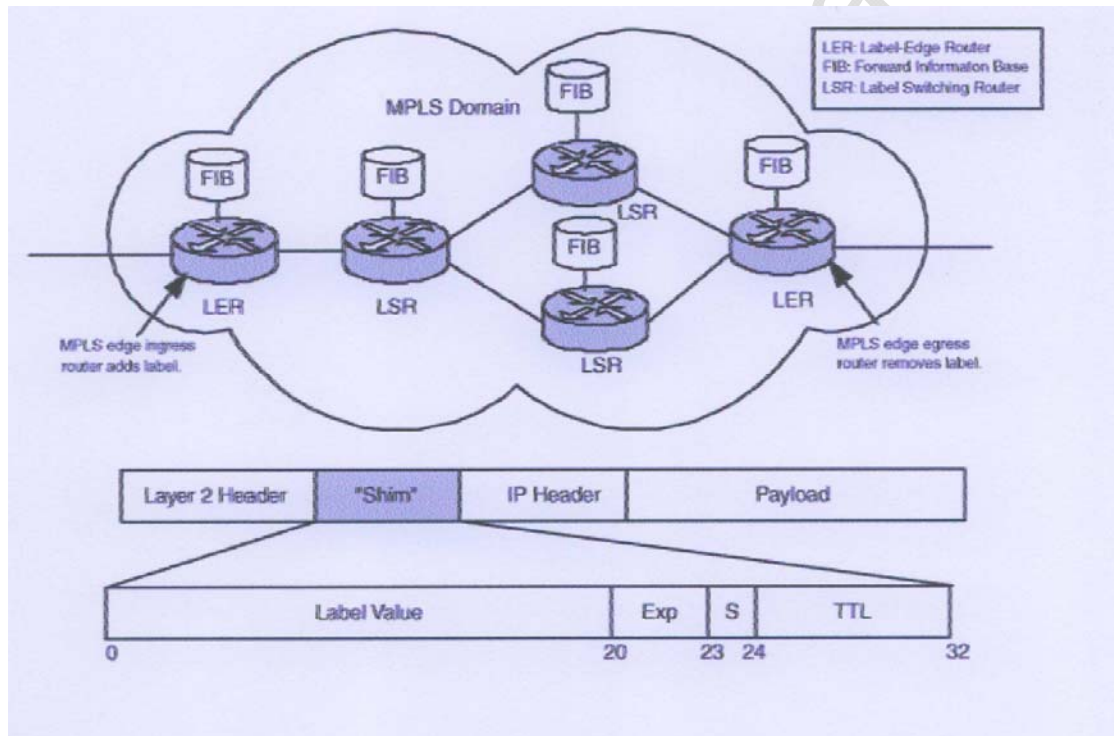 LER: Label-Edge Router
FIB: Forward Informaton Base
LSR: Label Switching Router
MPLS Domain
FIB
FIB
FIB
FIB
FIB
LSR
LER
LSR
LSR
LER
MPLS edge ingress
router adds label.
MPLS edge egress
router removes label.
Layer 2 Header "Shim" IP Header Payload
Label Value Exp S TTL
0 20 23 24 32